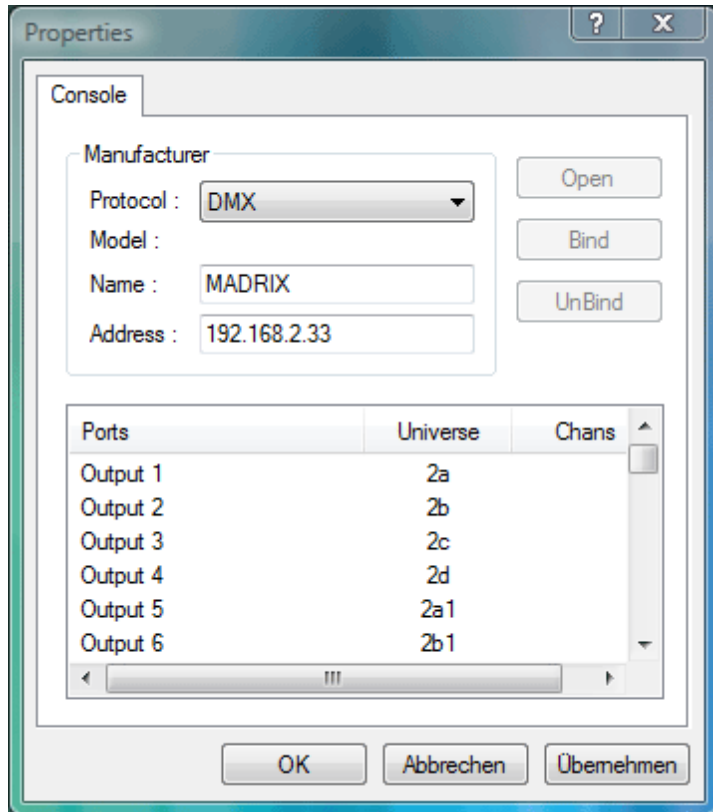 Properties
Console
Manufacturer
Protocol : DMX
Model :
Name : MADRIX
Address : 192.168.2.33
Open
Bind
UnBind
Ports Universe Chans
Output 1 2a
Output 2 2b
Output 3 2c
Output 4 2d
Output 5 2a1
Output 6 2b1
OK Abbrechen Übernehmen